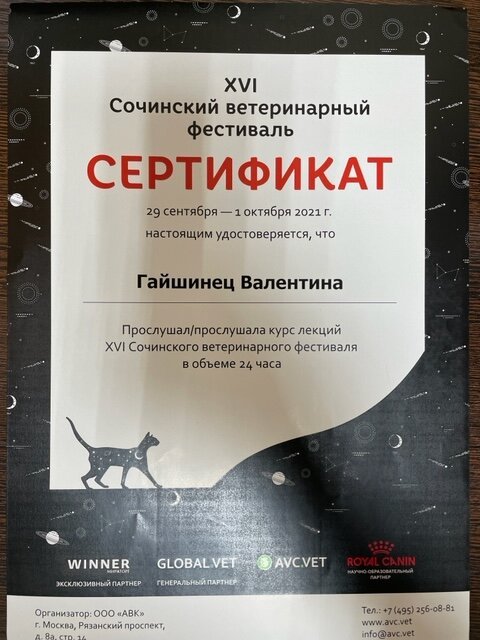 XVI
Сочинский ветеринарный
фестиваль
СЕРТИФИКАТ
29 сентября — 1 октября 2021 г.
настоящим удостоверяется, что
Гайшинец Валентина
Прослушал/прослушала курс лекций
XVI Сочинского ветеринарного фестиваля
в объеме 24 часа
WINNER
ЭКСКЛЮЗИВНЫЙ ПАРТНЕР
GLOBAL.VET
ГЕНЕРАЛЬНЫЙ ПАРТНЕР
AVC.VET
ROYAL CANIN
НАУЧНО-ОБРАЗОВАТЕЛЬНЫЙ
ПАРТНЕР
Организатор: ООО «АВК»
г. Москва, Рязанский проспект,
д. 8а, стр. 14
Тел.: +7 (495) 256-08-81
www.avc.vet
info@avc.vet